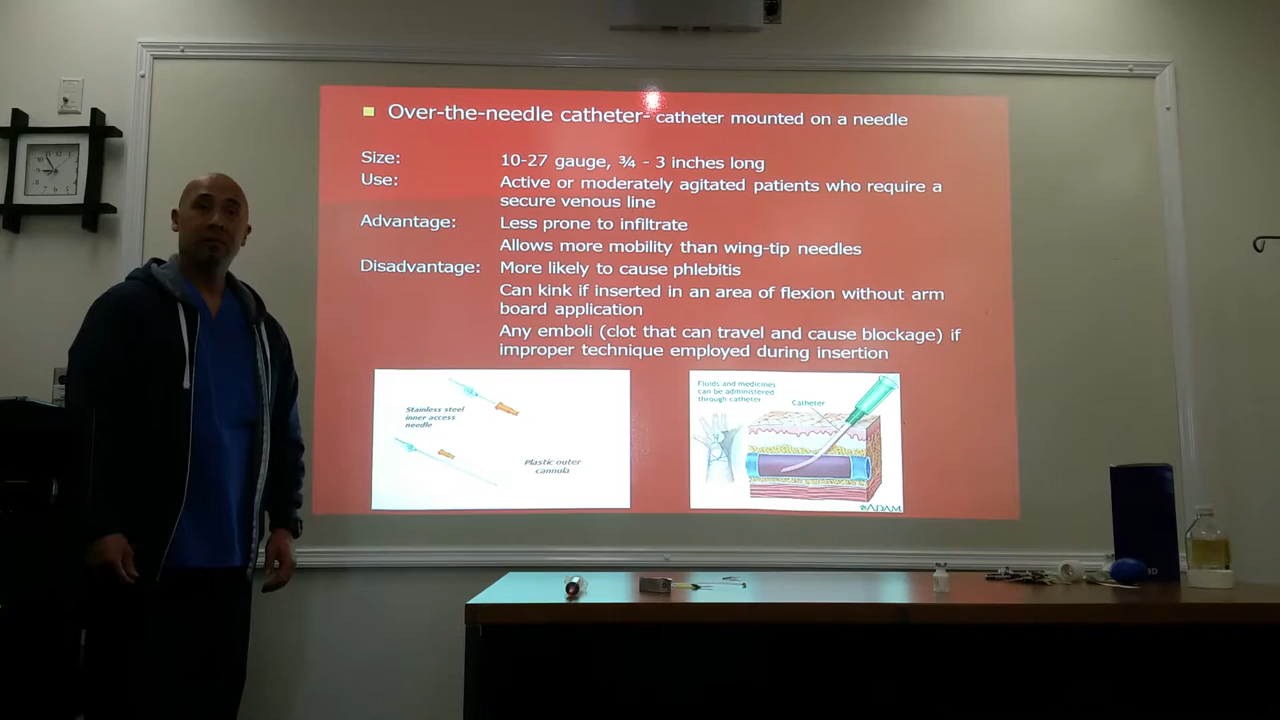 Over-the-needle catheter- catheter mounted on a needle
Size: 10-27 gauge, ¾ - 3 inches long
Use: Active or moderately agitated patients who require a
secure venous line
Advantage: Less prone to infiltrate
Allows more mobility than wing-tip needles
Disadvantage: More likely to cause phlebitis
Can kink if inserted in an area of flexion without arm
board application
Any emboli (clot that can travel and cause blockage) if
improper technique employed during insertion
Stainless steel
inner access
needle
Plastic outer
cannula
Fluids and medicines
can be administered
through catheter
Catheter
ADAM